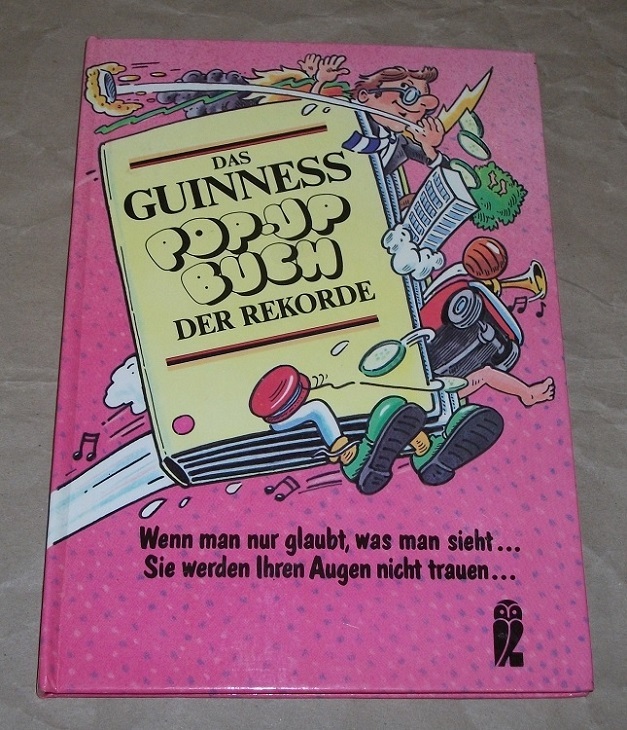 DAS
GUINNESS
POP-UP
BUCH
DER REKORDE
Wenn man nur glaubt, was man sieht...
Sie werden Ihren Augen nicht trauen...